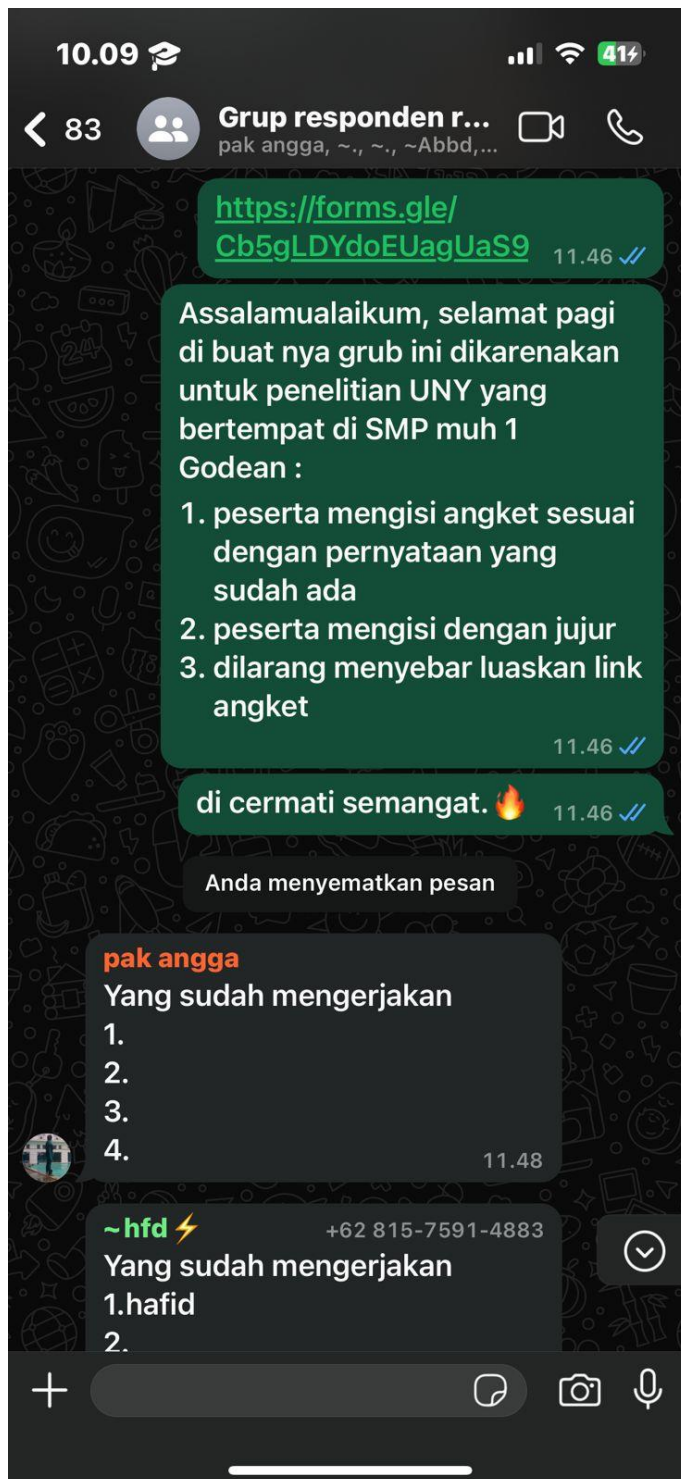 10.09
41
83
Grup responden r...
pak angga, ~., ~., ~Abbd,...
https://forms.gle/
Cb5gLDYdoEUagUaS9
11.46
Assalamualaikum, selamat pagi
di buat nya grub ini dikarenakan
untuk penelitian UNY yang
bertempat di SMP muh 1
Godean :
1. peserta mengisi angket sesuai
dengan pernyataan yang
sudah ada
2. peserta mengisi dengan jujur
3. dilarang menyebar luaskan link
angket
11.46
di cermati semangat.🔥 11.46
Anda menyematkan pesan
pak angga
Yang sudah mengerjakan
1.
2.
3.
4.
11.48
~hfd⚡ +62 815-7591-4883
Yang sudah mengerjakan
1.hafid
2.